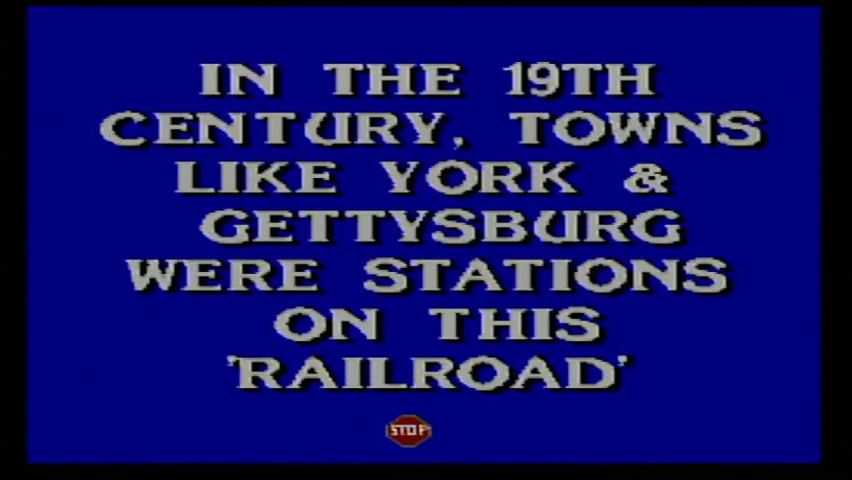 IN THE 19TH
CENTURY, TOWNS
LIKE YORK &
GETTYSBURG
WERE STATIONS
ON THIS
'RAILROAD'
STOP